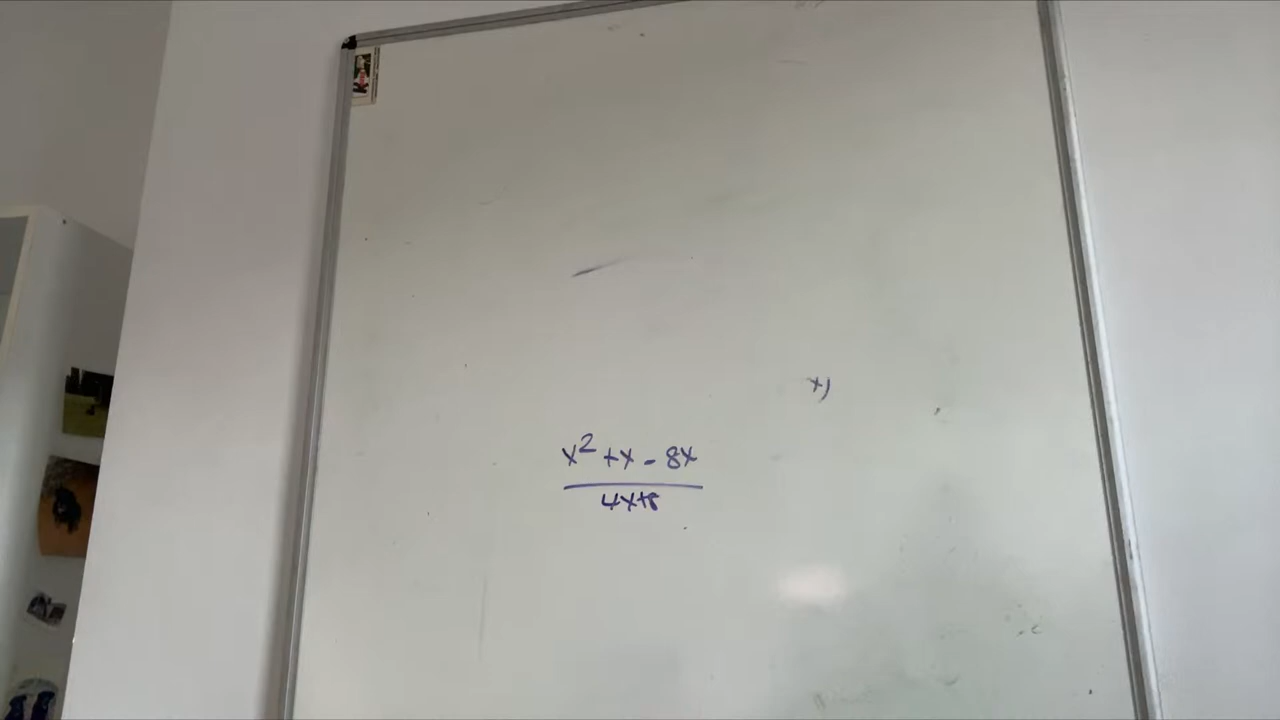 x)
x² + x - 8x
4x+8